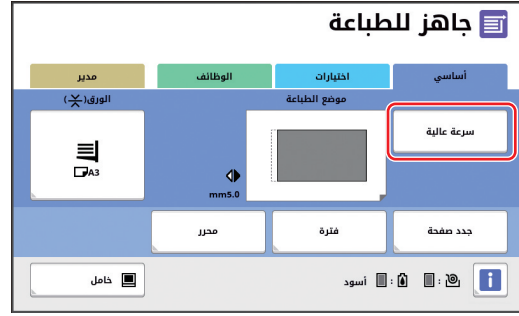 جاهز للطباعة
أساسي
اختيارات
الوظائف
مدير
موضع الطباعة
الورق(⚒)
سرعة عالية
A3
mm5.0
جدد صفحة
فترة
محرر
i
: : أسود
خامل